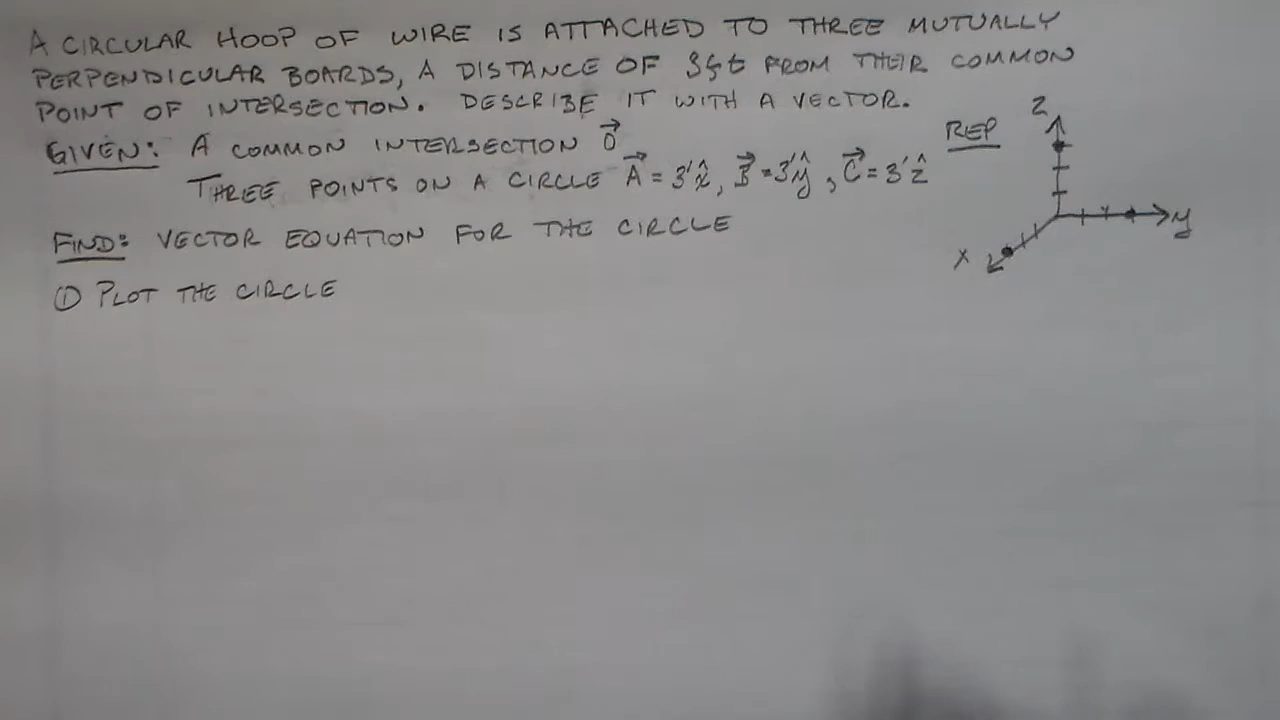 A CIRCULAR HOOP OF WIRE IS ATTACHED TO THREE MUTUALLY
PERPENDICULAR BOARDS, A DISTANCE OF 3ft FROM THEIR COMMON
POINT OF INTERSECTION. DESCRIBE IT WITH A VECTOR.
GIVEN: A COMMON INTERSECTION O⃗
THREE POINTS ON A CIRCLE A⃗ = 3'x̂, B⃗ = 3'ŷ, C⃗ = 3'ẑ
REP
Z
y
X
FIND: VECTOR EQUATION FOR THE CIRCLE
① PLOT THE CIRCLE